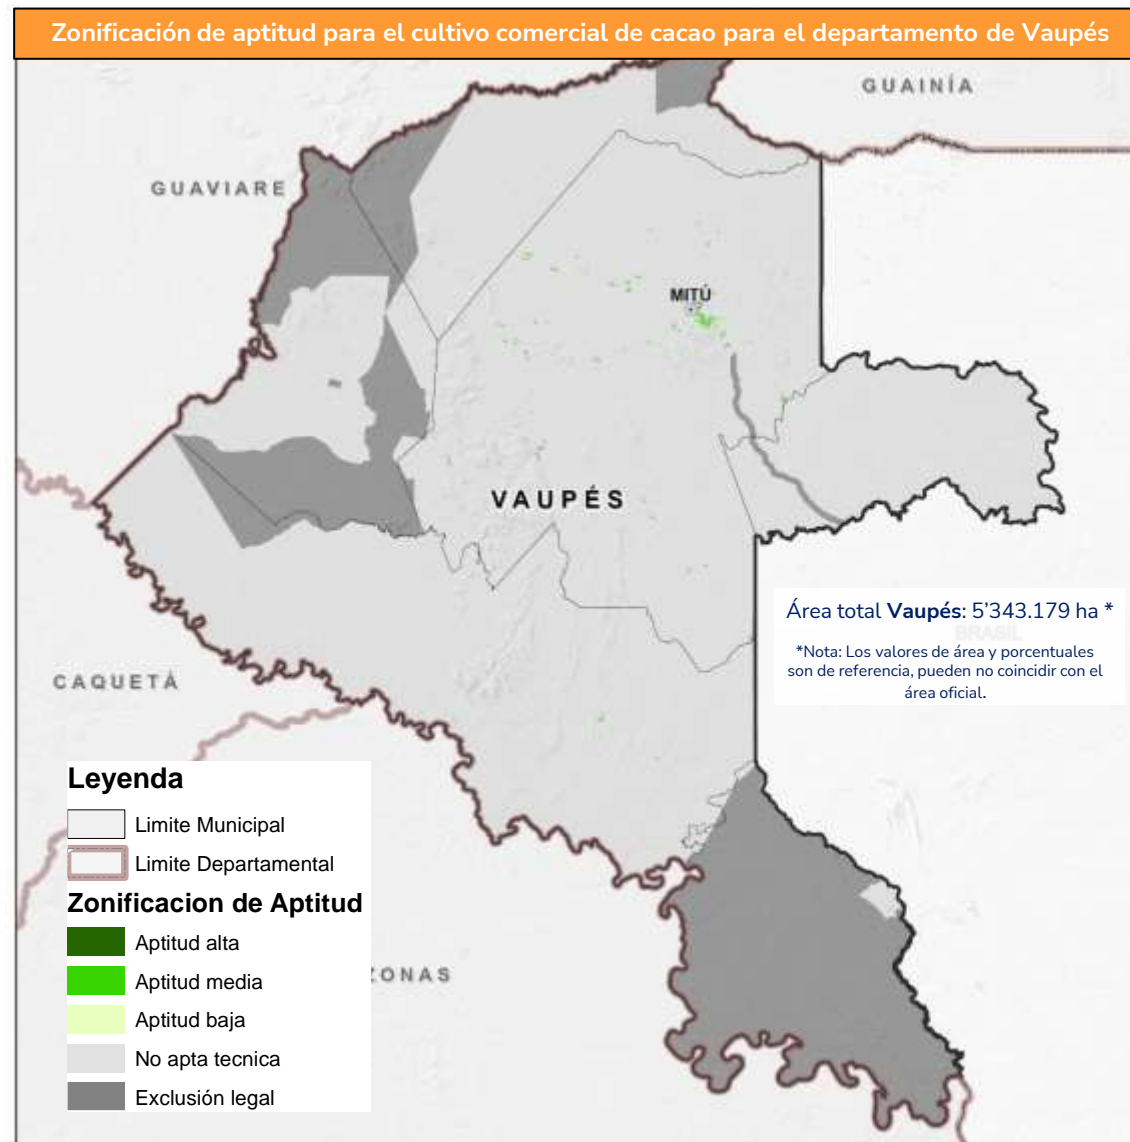 Zonificación de aptitud para el cultivo comercial de cacao para el departamento de Vaupés
GUAINÍA
GUAVIARE
MITÚ
VAUPÉS
Área total Vaupés: 5’343.179 ha *
BRASIL
*Nota: Los valores de área y porcentuales
son de referencia, pueden no coincidir con el
área oficial.
CAQUETÁ
Leyenda
Limite Municipal
Limite Departamental
Zonificacion de Aptitud
Aptitud alta
ZONAS
Aptitud media
Aptitud baja
No apta tecnica
Exclusión legal